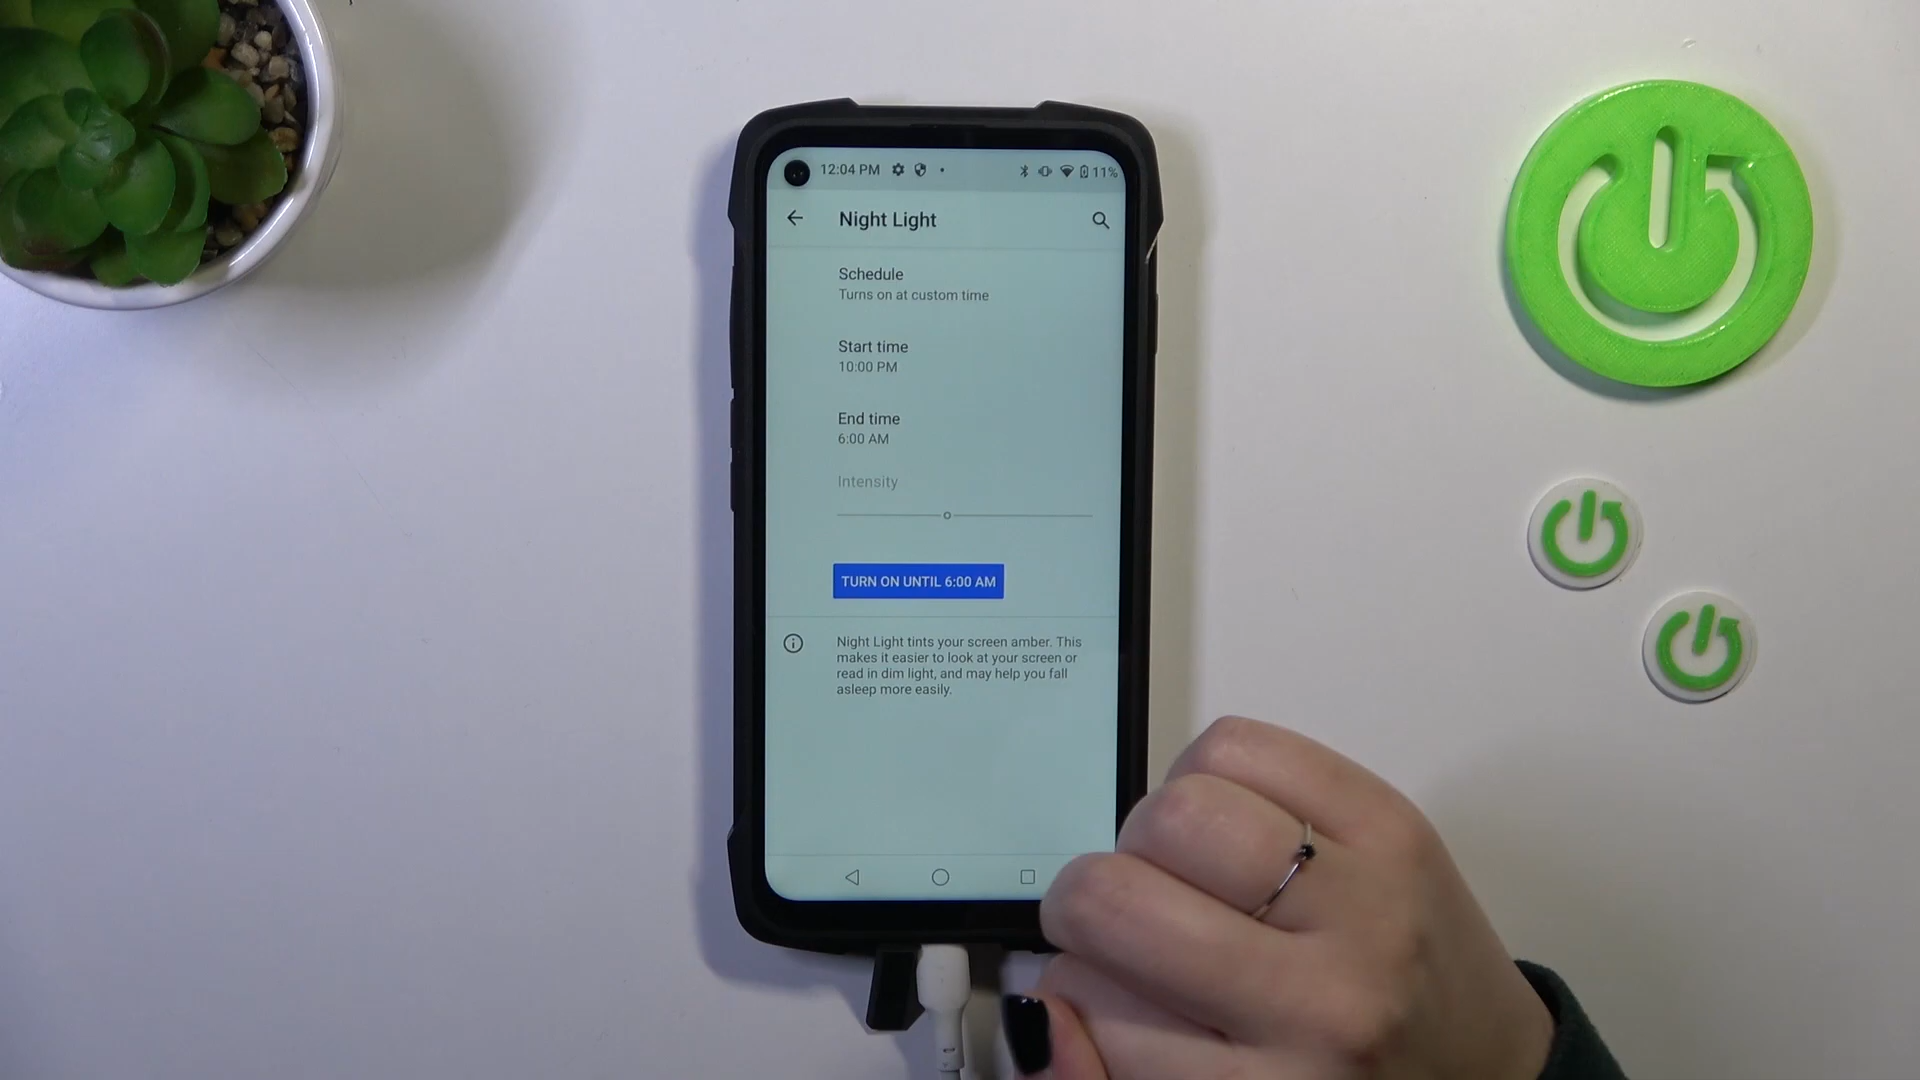 12:04 PM
11%
Night Light
Schedule
Turns on at custom time
Start time
10:00 PM
End time
6:00 AM
Intensity
TURN ON UNTIL 6:00 AM
Night Light tints your screen amber. This
makes it easier to look at your screen or
read in dim light, and may help you fall
asleep more easily.